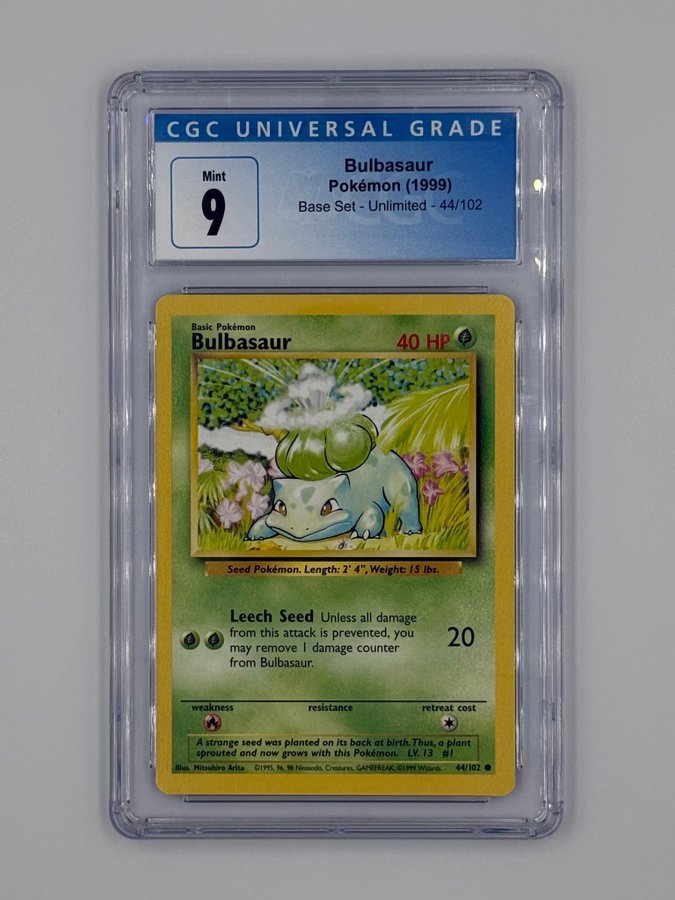 CGC UNIVERSAL GRADE
Mint
9
Bulbasaur
Pokémon (1999)
Base Set - Unlimited - 44/102
Basic Pokémon
Bulbasaur
40 HP
Seed Pokémon. Length: 2' 4", Weight: 15 lbs.
Leech Seed Unless all damage
from this attack is prevented, you
may remove 1 damage counter
from Bulbasaur.
20
weakness
resistance
retreat cost
A strange seed was planted on its back at birth. Thus, a plant
sprouted and now grows with this Pokémon. LV. 13 #1
Illus. Mitsuhiro Arita ©1995, 96, 98 Nintendo, Creatures, GAMEFREAK. ©1999 Wizards. 44/102